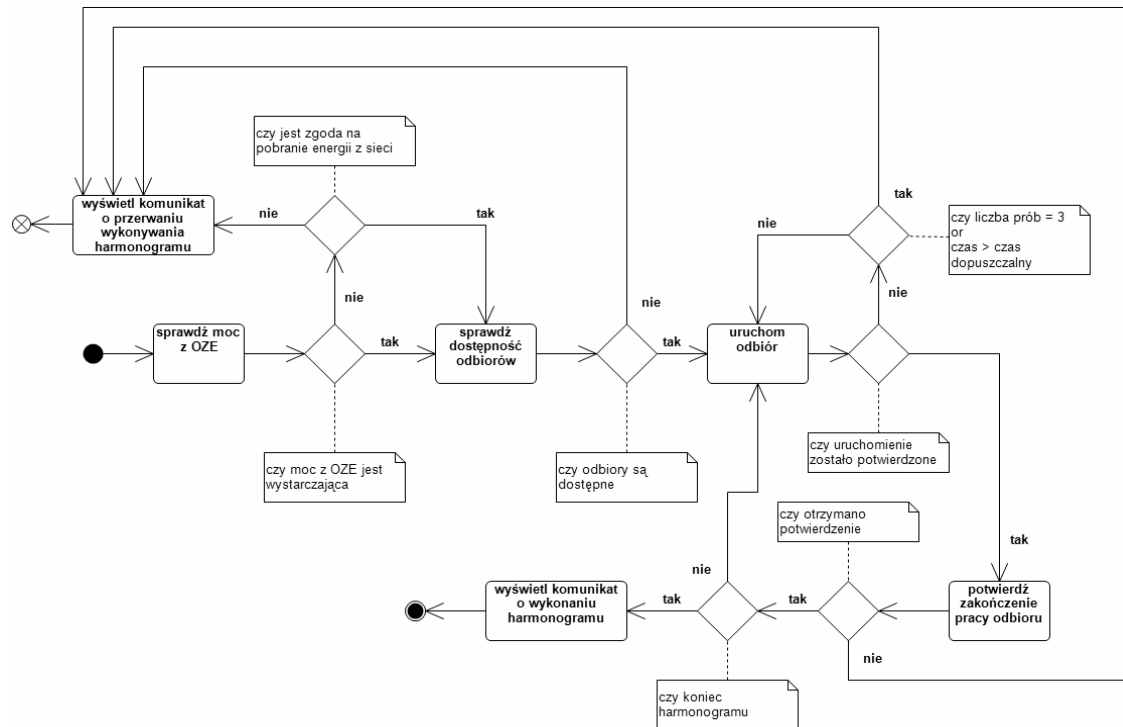 czy jest zgoda na
pobranie energii z sieci
tak
wyświetl komunikat
o przerwaniu
wykonywania
harmonogramu
nie
tak
nie
czy liczba prób = 3
or
czas > czas
dopuszczalny
nie
nie
nie
sprawdź moc
z OZE
tak
sprawdź
dostępność
odbiorów
tak
uruchom
odbiór
czy moc z OZE jest
wystarczająca
czy odbiory są
dostępne
czy uruchomienie
zostało potwierdzone
czy otrzymano
potwierdzenie
tak
nie
wyświetl komunikat
o wykonaniu
harmonogramu
tak
tak
potwierdź
zakończenie
pracy odbioru
nie
czy koniec
harmonogramu